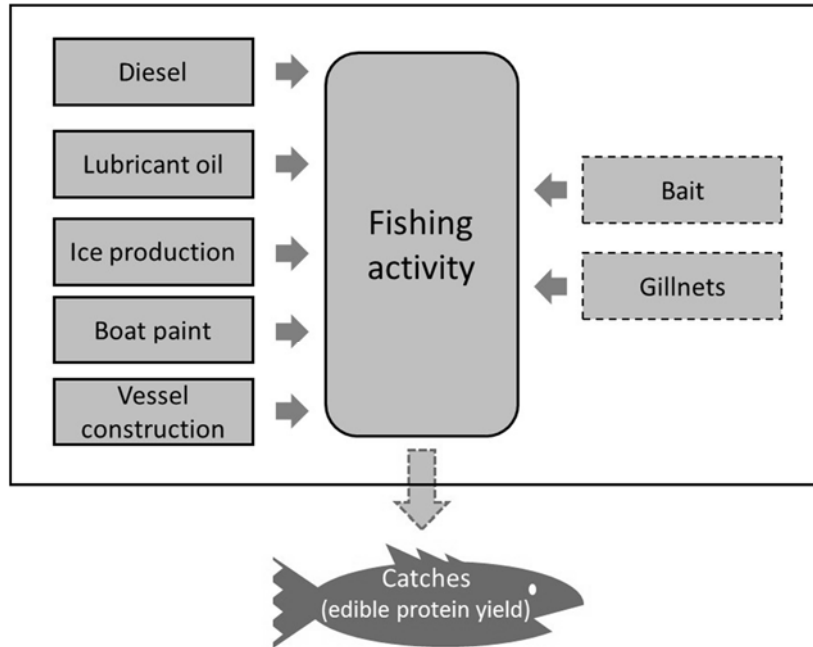 Diesel
Lubricant oil
Ice production
Boat paint
Vessel
construction
Fishing
activity
Bait
Gillnets
Catches
(edible protein yield)